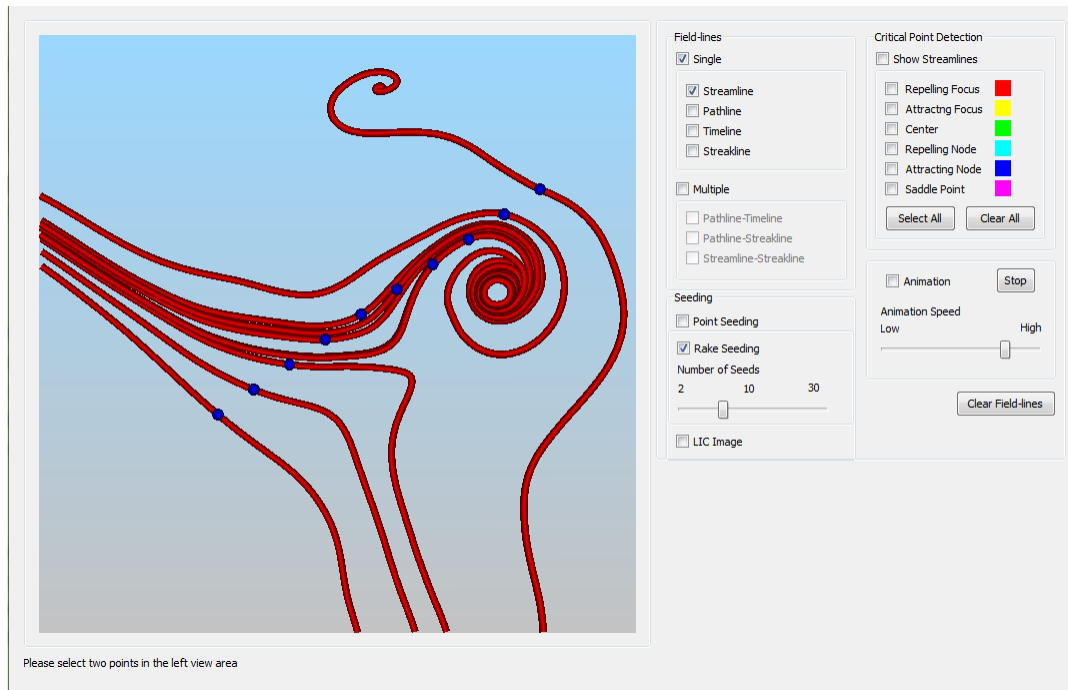 Field-lines
Single
Streamline
Pathline
Timeline
Streakline
Multiple
Pathline-Timeline
Pathline-Streakline
Streamline-Streakline
Seeding
Point Seeding
Rake Seeding
Number of Seeds
2 10 30
LIC Image
Critical Point Detection
Show Streamlines
Repelling Focus
Attractng Focus
Center
Repelling Node
Attracting Node
Saddle Point
Select All Clear All
Animation Stop
Animation Speed
Low High
Clear Field-lines
Please select two points in the left view area